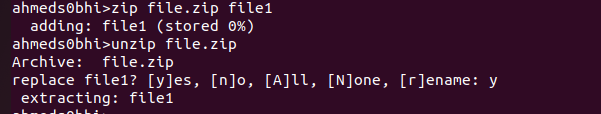 ahmeds0bhi>zip file.zip file1
  adding: file1 (stored 0%)
ahmeds0bhi>unzip file.zip
Archive:  file.zip
replace file1? [y]es, [n]o, [A]ll, [N]one, [r]ename: y
 extracting: file1
ahmeds0bhi>